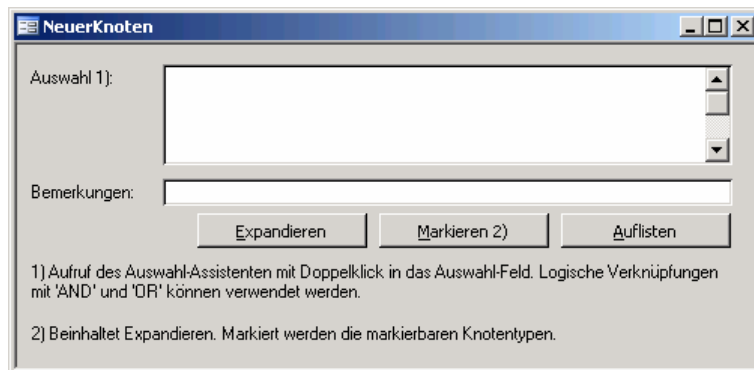 NeuerKnoten
Auswahl 1):
Bemerkungen:
Expandieren
Markieren 2)
Auflisten
1) Aufruf des Auswahl-Assistenten mit Doppelklick in das Auswahl-Feld. Logische Verknüpfungen
mit 'AND' und 'OR' können verwendet werden.
2) Beinhaltet Expandieren. Markiert werden die markierbaren Knotentypen.